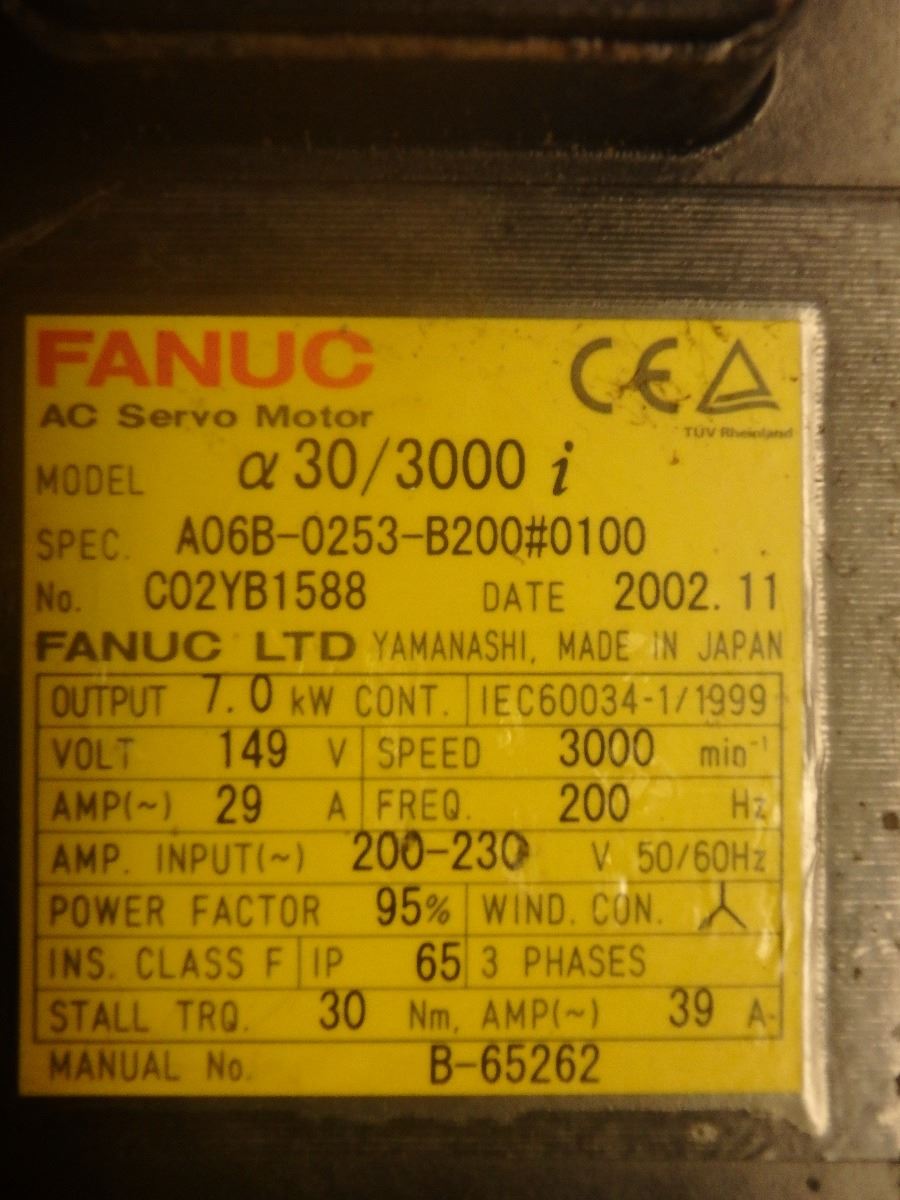 FANUC CE
AC Servo Motor TÜV Rheinland
MODEL α30/3000 i
SPEC. A06B-0253-B200#0100
No. C02YB1588 DATE 2002.11
FANUC LTD YAMANASHI, MADE IN JAPAN
OUTPUT 7.0 kW CONT. IEC60034-1/1999
VOLT 149 V SPEED 3000 min⁻¹
AMP(~) 29 A FREQ. 200 Hz
AMP. INPUT(~) 200-230 V 50/60Hz
POWER FACTOR 95% WIND. CON.
INS. CLASS F IP 65 3 PHASES
STALL TRQ. 30 Nm, AMP(~) 39 A
MANUAL No. B-65262